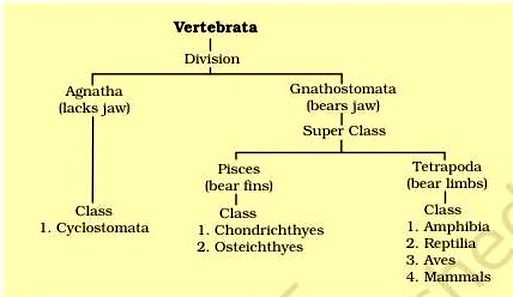 Vertebrata
Division
Agnatha
(lacks jaw)
Gnathostomata
(bears jaw)
Super Class
Pisces
(bear fins)
Tetrapoda
(bear limbs)
Class
1. Cyclostomata
Class
1. Chondrichthyes
2. Osteichthyes
Class
1. Amphibia
2. Reptilia
3. Aves
4. Mammals